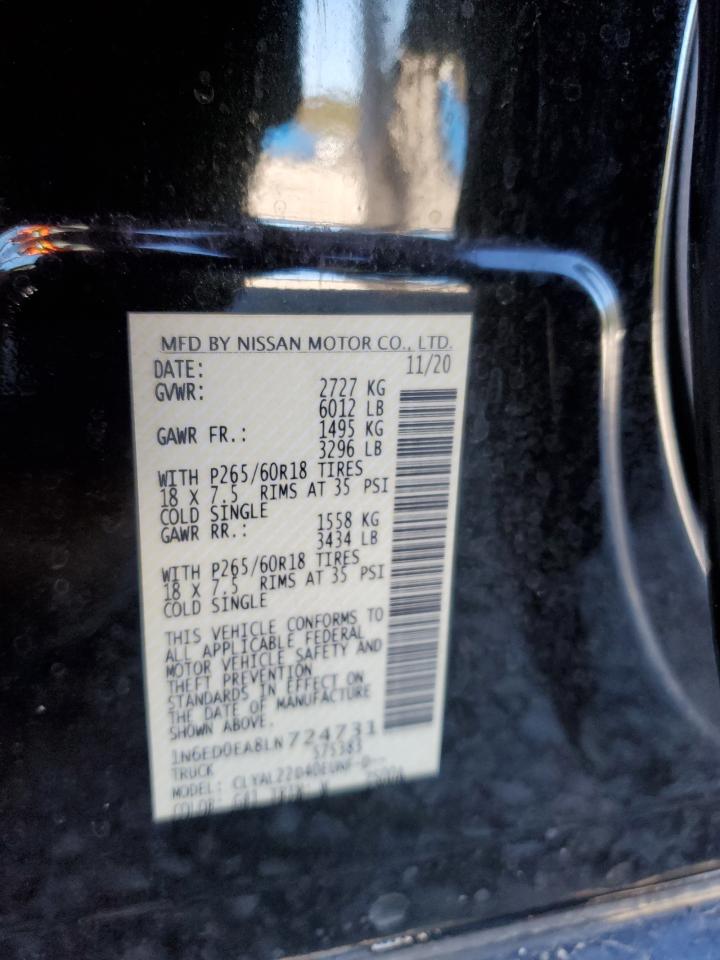 MFD BY NISSAN MOTOR CO., LTD.
DATE: 11/20
GVWR: 2727 KG
6012 LB
GAWR FR.: 1495 KG
3296 LB
WITH P265/60R18 TIRES
18 X 7.5 RIMS AT 35 PSI
COLD SINGLE
GAWR RR.: 1558 KG
3434 LB
WITH P265/60R18 TIRES
18 X 7.5 RIMS AT 35 PSI
COLD SINGLE
THIS VEHICLE CONFORMS TO
ALL APPLICABLE FEDERAL
MOTOR VEHICLE SAFETY AND
THEFT PREVENTION
STANDARDS IN EFFECT ON
THE DATE OF MANUFACTURE
SHOWN ABOVE.
1N6ED0EA8LN724731
TRUCK 575383
MODEL:
COLOR: TRIM: